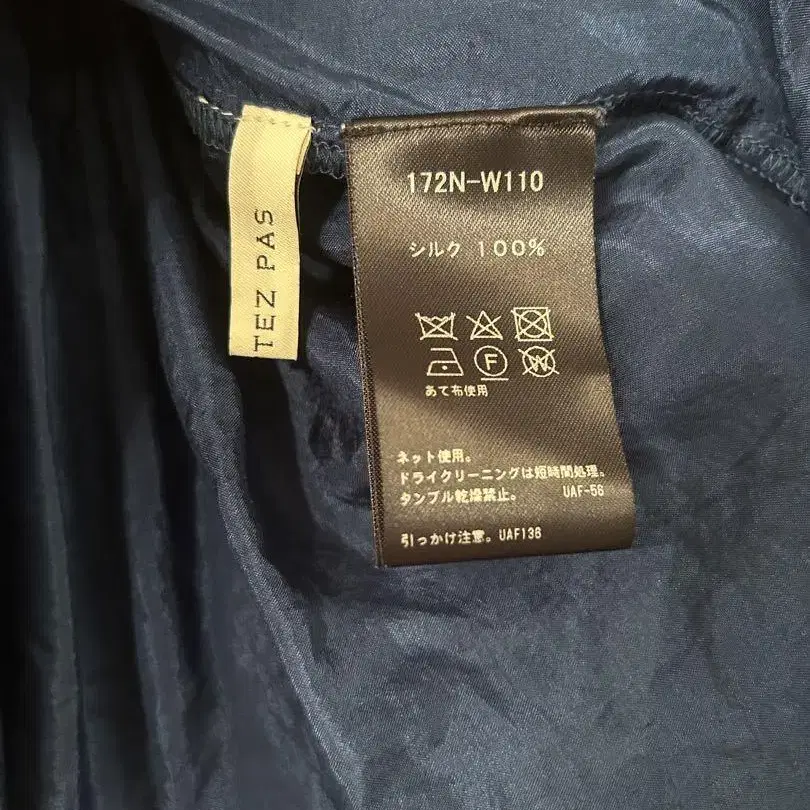 TEZ PAS
172N-W110
シルク 100%
F W
あて布使用
ネット使用。
ドライクリーニングは短時間処理。
タンブル乾燥禁止。 UAF-56
引っかけ注意。UAF136